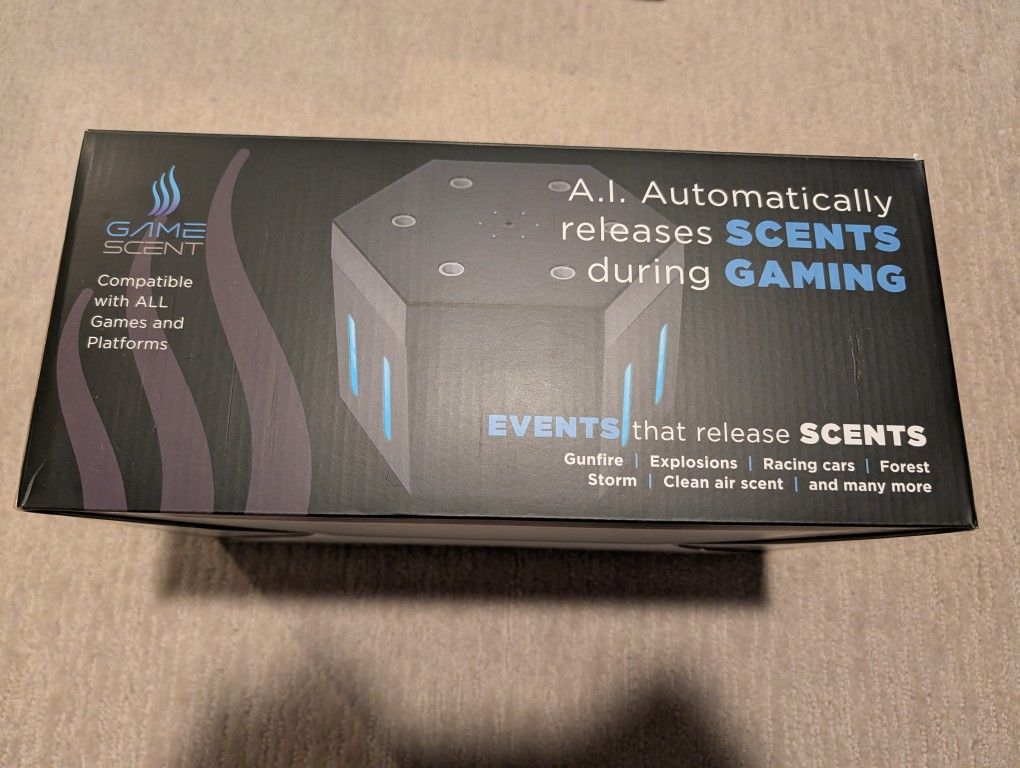 GAME
SCENT
Compatible
with ALL
Games and
Platforms
A.I. Automatically
releases SCENTS
during GAMING
EVENTS that release SCENTS
Gunfire | Explosions | Racing cars | Forest
Storm | Clean air scent | and many more